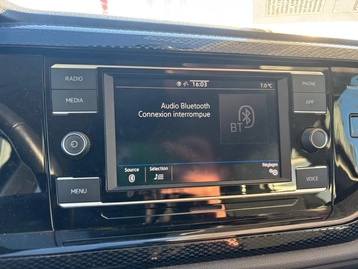 RADIO
MEDIA
MENU
16:03
7.0°C
Audio Bluetooth
Connexion interrompue
BT
Source
Sélection
Réglages
PHONE
APP
VOICE